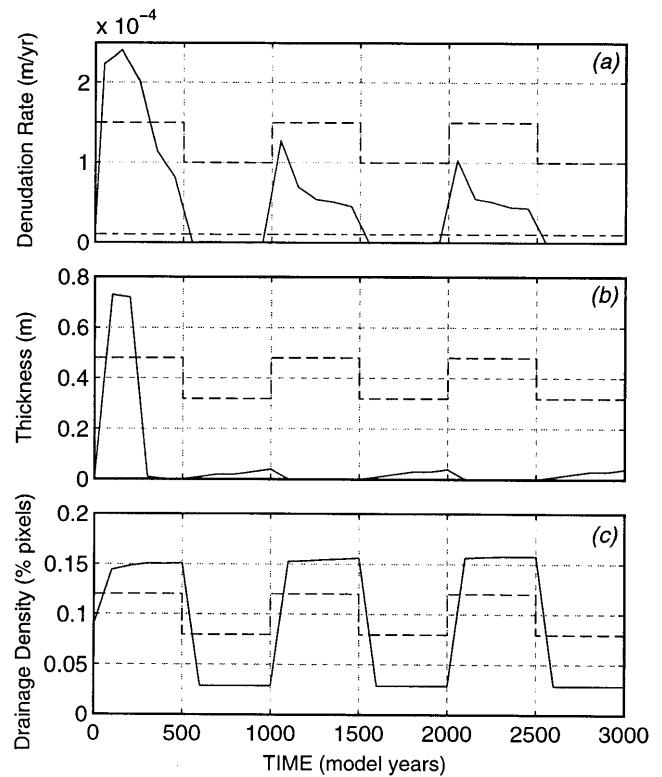 x 10⁻⁴
(a)
Denudation Rate (m/yr)
2
1
0
(b)
Thickness (m)
0.8
0.6
0.4
0.2
0
(c)
Drainage Density (% pixels)
0.2
0.15
0.1
0.05
0
0 500 1000 1500 2000 2500 3000
TIME (model years)